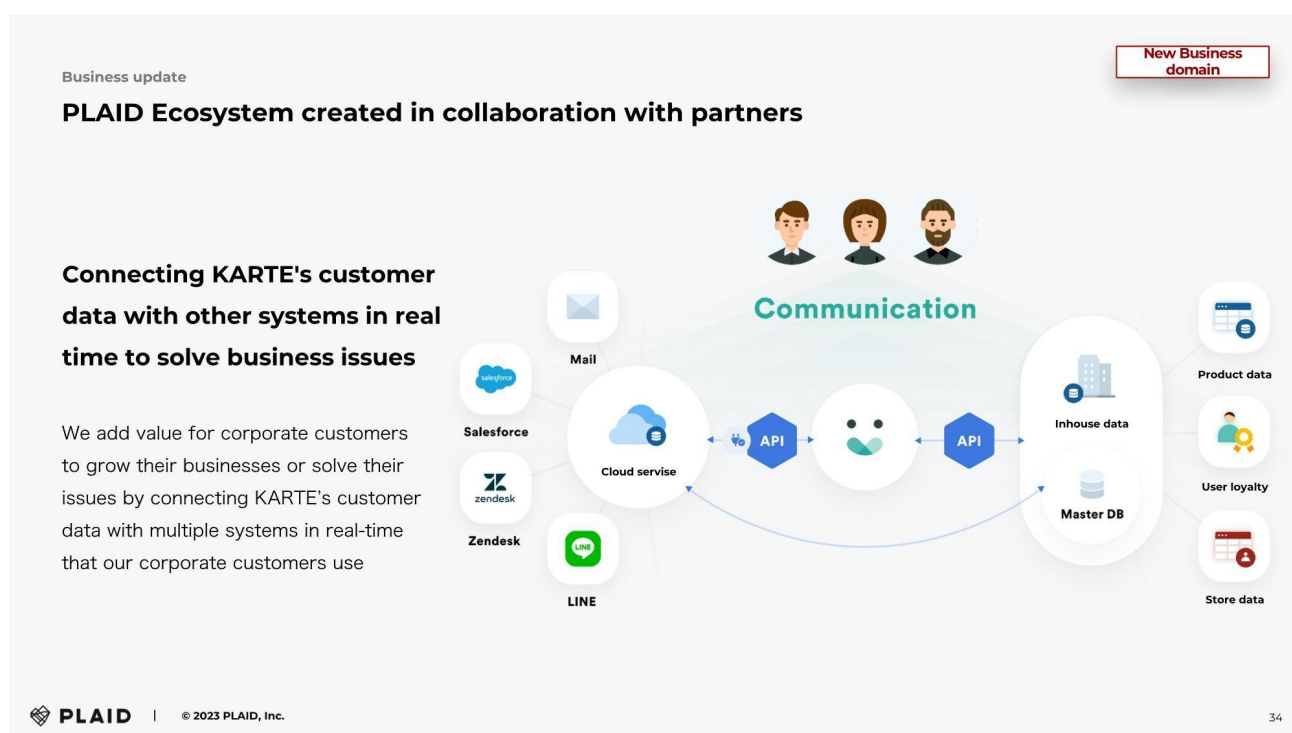 Business update
New Business
domain
PLAID Ecosystem created in collaboration with partners
Connecting KARTE's customer
data with other systems in real
time to solve business issues
We add value for corporate customers
to grow their businesses or solve their
issues by connecting KARTE's customer
data with multiple systems in real-time
that our corporate customers use
Communication
Mail
salesforce
Salesforce
zendesk
Zendesk
LINE
LINE
Cloud servise
API
API
Inhouse data
Master DB
Product data
User loyalty
Store data
PLAID | © 2023 PLAID, Inc.
34